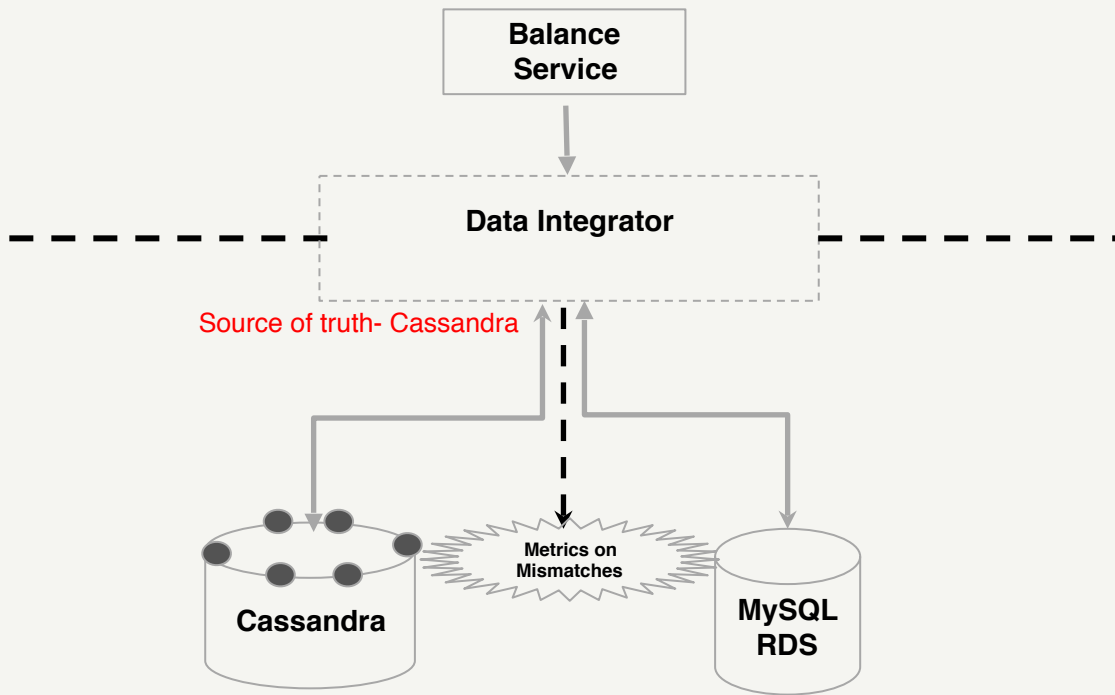 Balance
Service
Data Integrator
Source of truth- Cassandra
Metrics on
Mismatches
Cassandra
MySQL
RDS